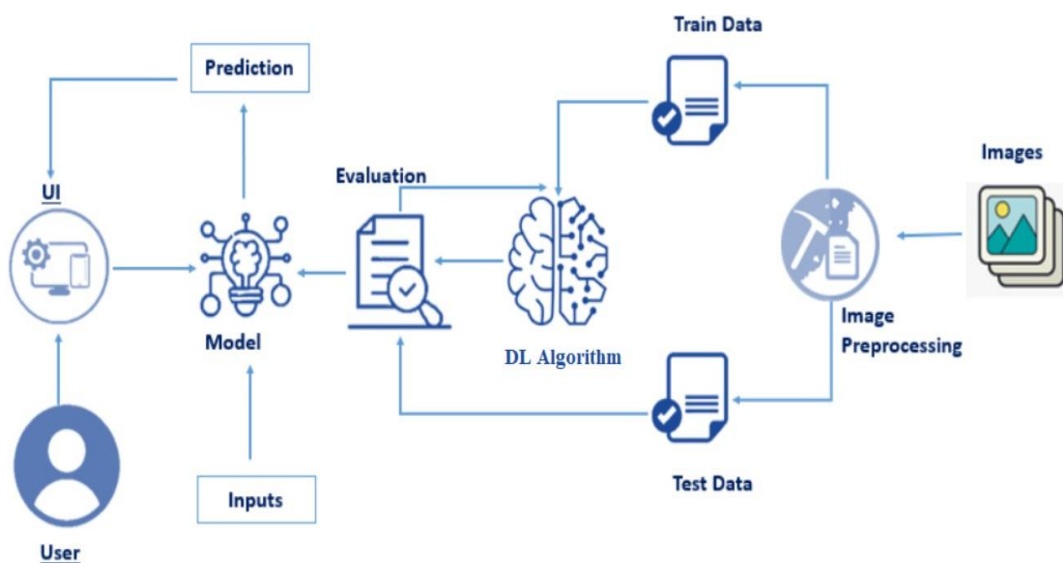 Train Data
Prediction
Images
Evaluation
UI
Model
Image
Preprocessing
DL Algorithm
Test Data
Inputs
User